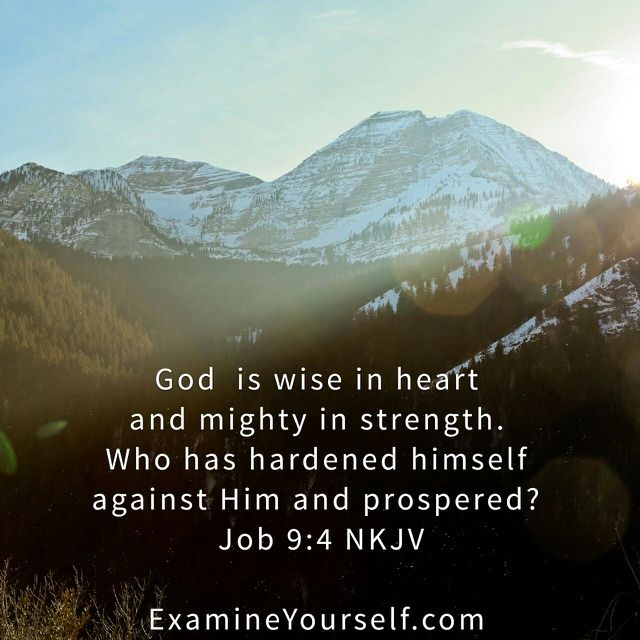 God is wise in heart
and mighty in strength.
Who has hardened himself
against Him and prospered?
Job 9:4 NKJV
ExamineYourself.com